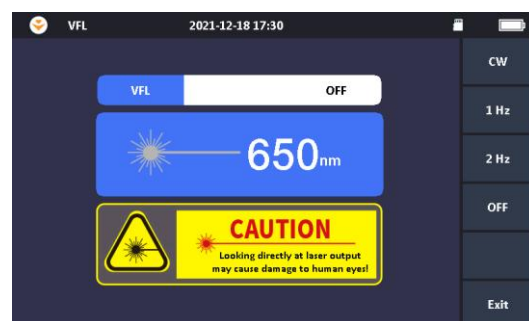 VFL 2021-12-18 17:30
CW
VFL OFF
1 Hz
650nm
2 Hz
OFF
CAUTION
Looking directly at laser output
may cause damage to human eyes!
Exit